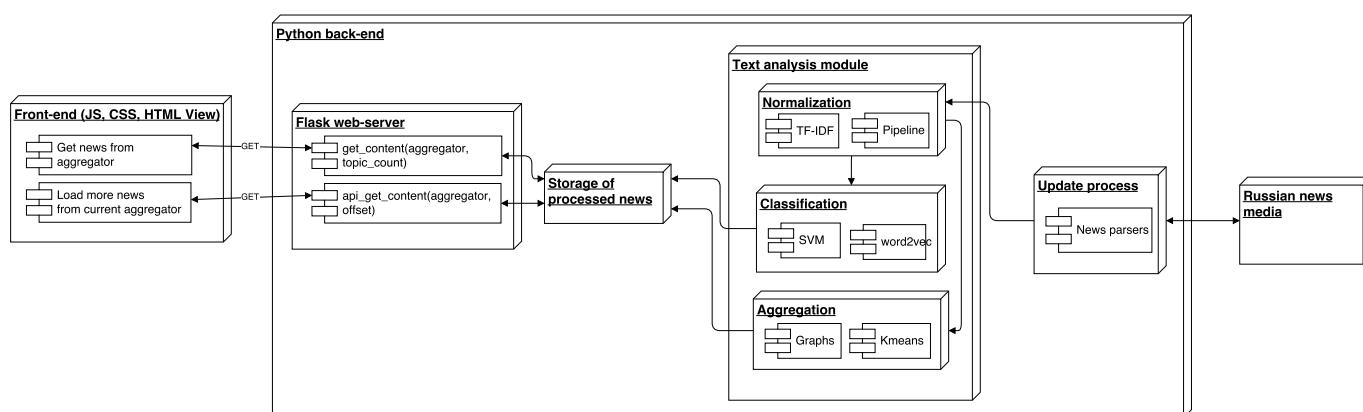 Python back-end
Front-end (JS, CSS, HTML View)
Get news from
aggregator
Load more news
from current aggregator
GET
GET
Flask web-server
get_content(aggregator,
topic_count)
api_get_content(aggregator,
offset)
Storage of
processed news
Text analysis module
Normalization
TF-IDF
Pipeline
Classification
SVM
word2vec
Aggregation
Graphs
Kmeans
Update process
News parsers
Russian news
media